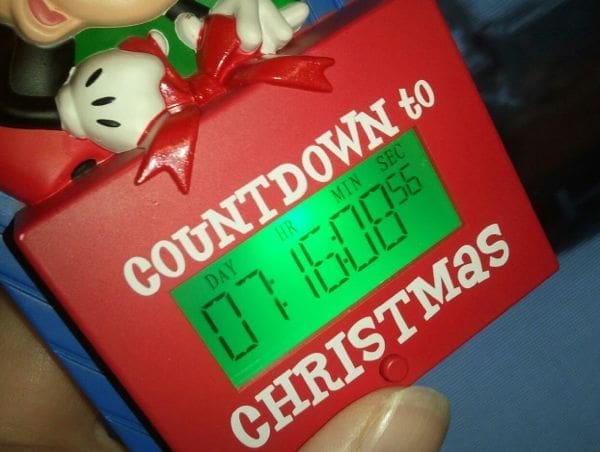 COUNTDOWN to
DAY HR MIN SEC
07:16:08 56
CHRISTMAS